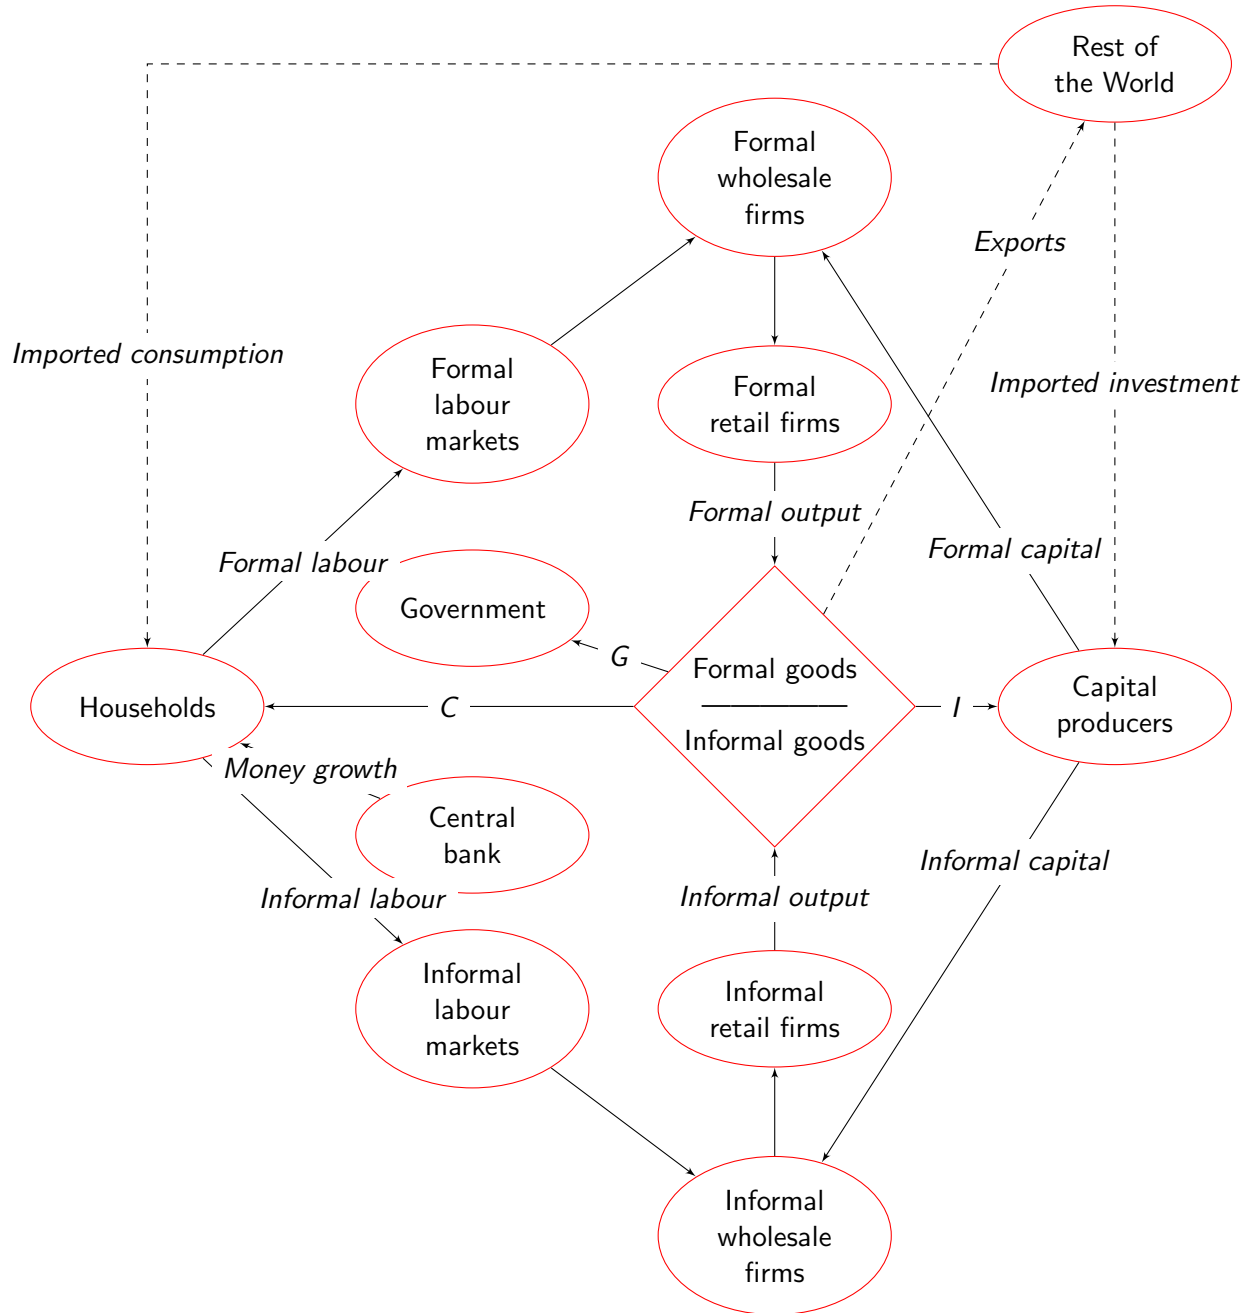 Rest of
the World
Formal
wholesale
firms
Exports
Imported consumption
Formal
labour
markets
Formal
retail firms
Imported investment
Formal output
Formal labour
Formal capital
Government
G
Formal goods
Informal goods
Households
C
I
Capital
producers
Money growth
Central
bank
Informal capital
Informal labour
Informal output
Informal
labour
markets
Informal
retail firms
Informal
wholesale
firms